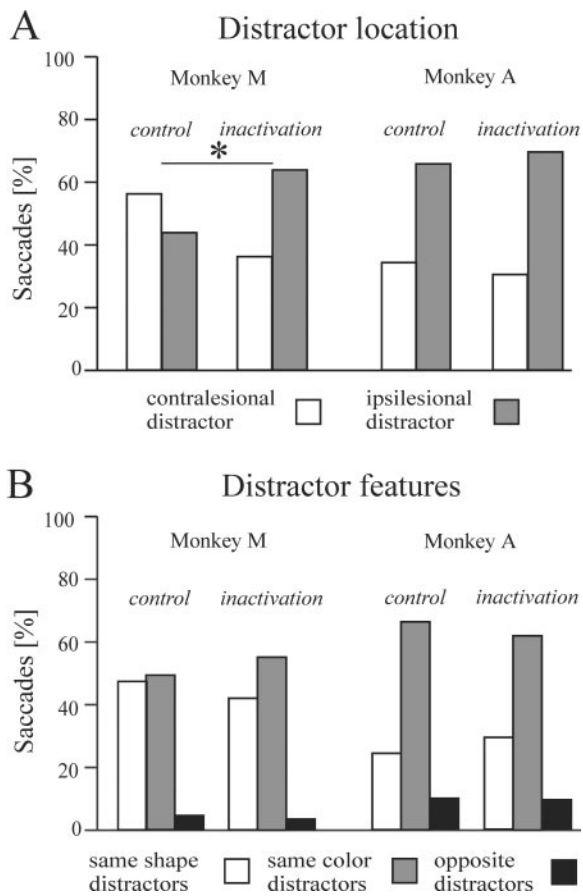 A Distractor location
100
Monkey M Monkey A
80
control inactivation control inactivation
*
60
Saccades [%]
40
20
0
contralesional distractor ipsilesional distractor
B Distractor features
100
Monkey M Monkey A
80
control inactivation control inactivation
60
Saccades [%]
40
20
0
same shape distractors same color distractors opposite distractors